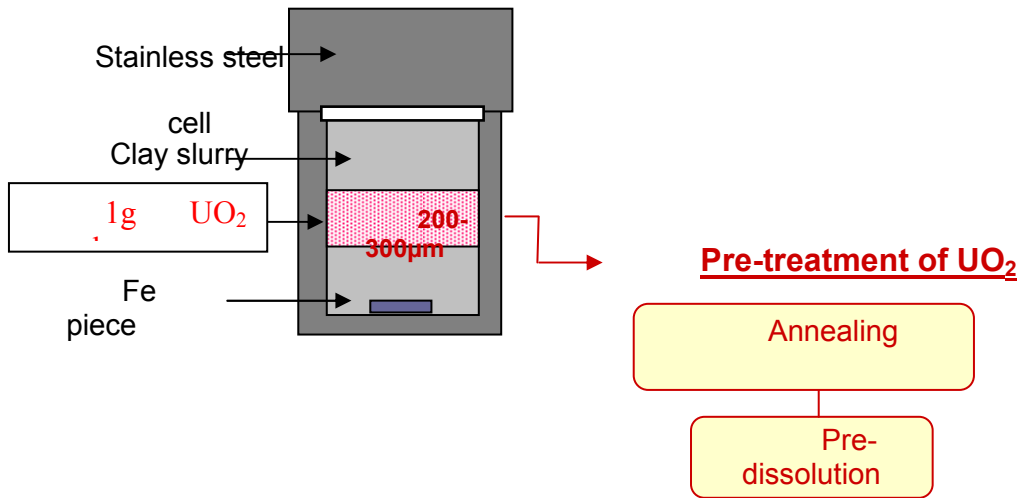 Stainless steel
cell
Clay slurry
1g UO₂
200-
300µm
Fe
piece
Pre-treatment of UO₂
Annealing
Pre-
dissolution